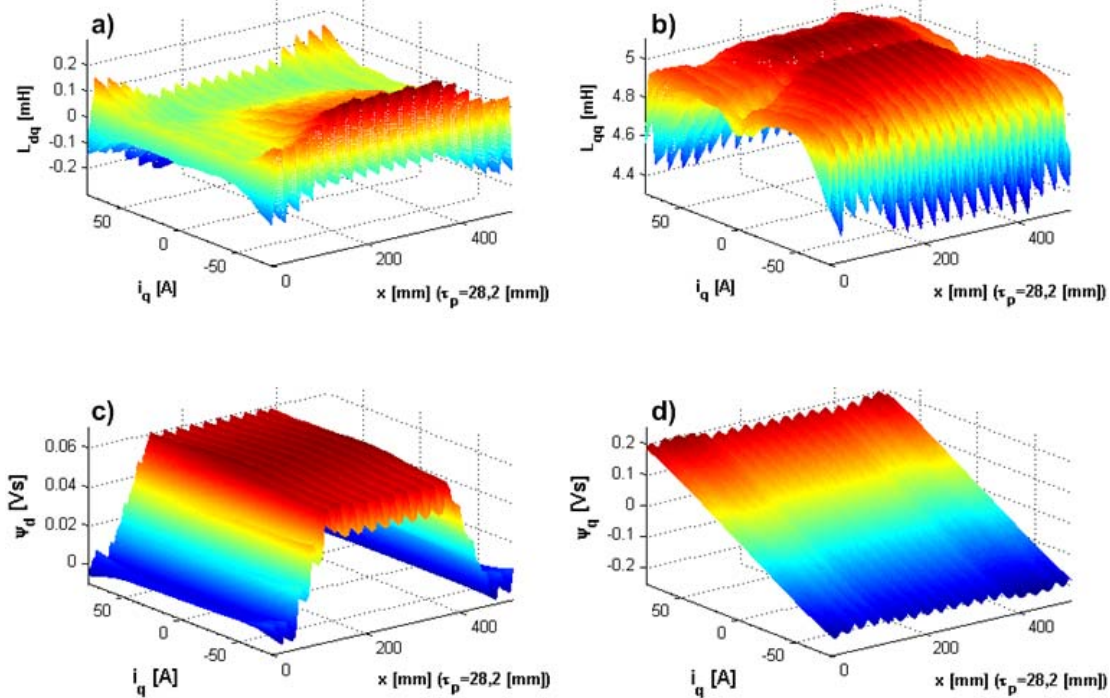 a)
L_dq [mH]
0.2
0.1
0
-0.1
-0.2
50
0
-50
i_q [A]
0
200
400
x [mm] (τ_p=28,2 [mm])
b)
L_qq [mH]
5
4.8
4.6
4.4
50
0
-50
i_q [A]
0
200
400
x [mm] (τ_p=28,2 [mm])
c)
ψ_d [Vs]
0.06
0.04
0.02
0
50
0
-50
i_q [A]
0
200
400
x [mm] (τ_p=28,2 [mm])
d)
ψ_q [Vs]
0.2
0.1
0
-0.1
-0.2
50
0
-50
i_q [A]
0
200
400
x [mm] (τ_p=28,2 [mm])